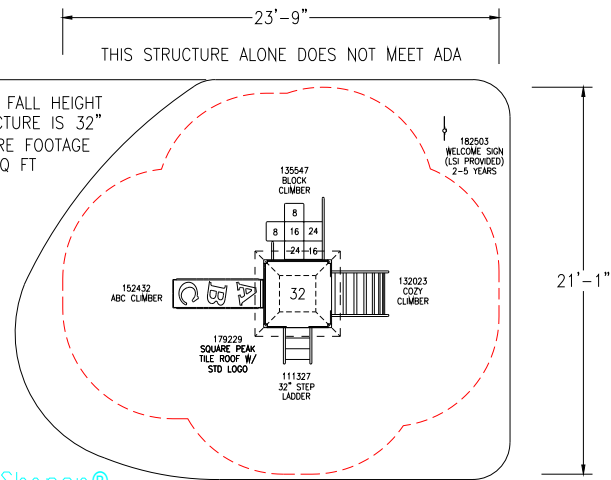 23'-9"
THIS STRUCTURE ALONE DOES NOT MEET ADA
FALL HEIGHT
CTURE IS 32"
RE FOOTAGE
Q FT
182503
WELCOME SIGN
(LSI PROVIDED)
2-5 YEARS
135547
BLOCK
CLIMBER
8
8 16 24
24 16
21'-1"
152432
ABC CLIMBER
A B C
32
132023
COZY
CLIMBER
179229
SQUARE PEAK
TILE ROOF W/
STD LOGO
111327
32" STEP
LADDER